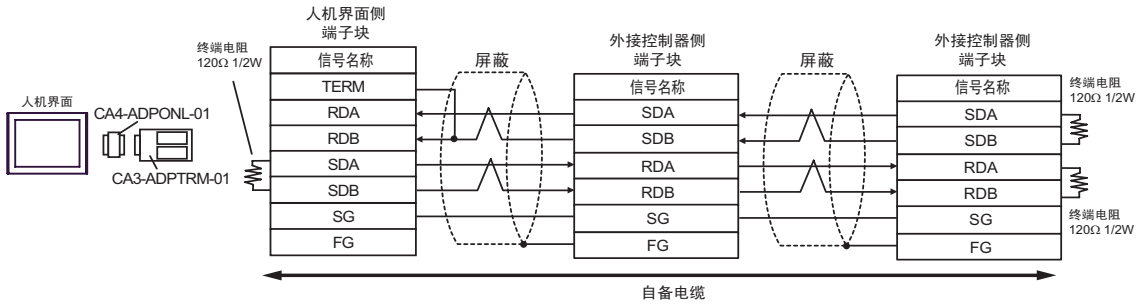 人机界面
CA4-ADPONL-01
CA3-ADPTRM-01
终端电阻
120Ω 1/2W
人机界面侧
端子块
信号名称
TERM
RDA
RDB
SDA
SDB
SG
FG
屏蔽
外接控制器侧
端子块
信号名称
SDA
SDB
RDA
RDB
SG
FG
屏蔽
外接控制器侧
端子块
信号名称
SDA
SDB
RDA
RDB
SG
FG
终端电阻
120Ω 1/2W
终端电阻
120Ω 1/2W
自备电缆